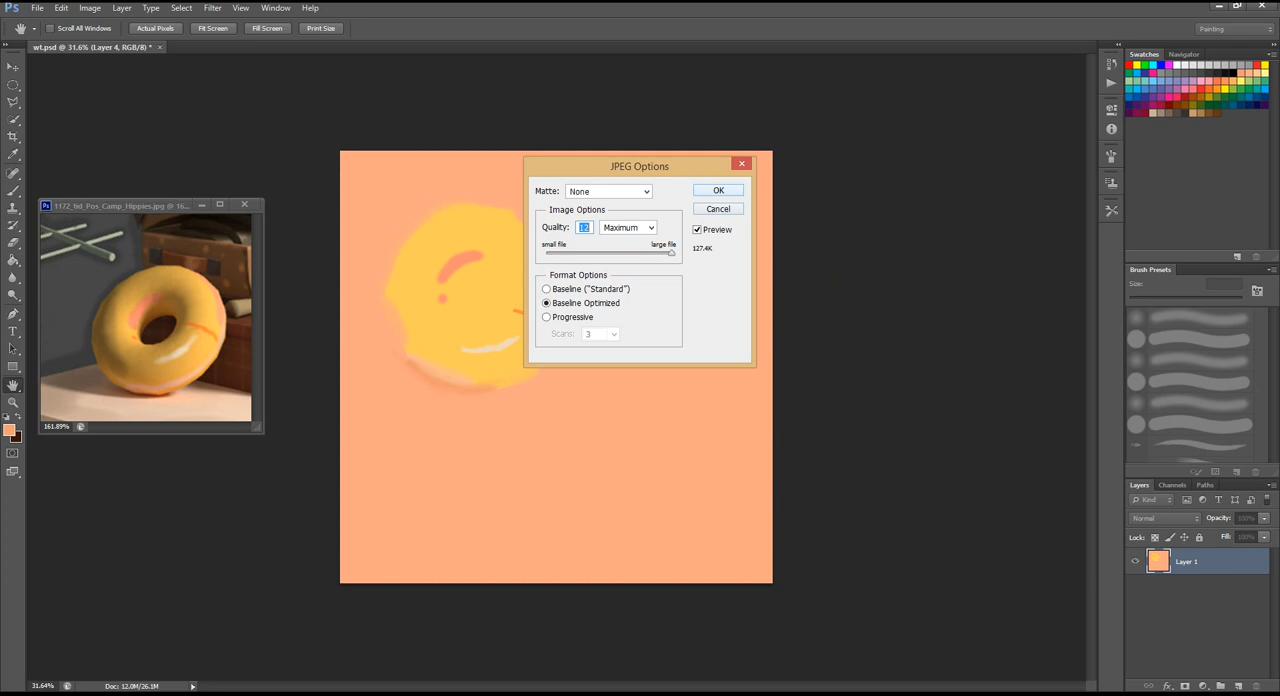 Ps File Edit Image Layer Type Select Filter View Window Help
Scroll All Windows Actual Pixels Fit Screen Fill Screen Print Size Painting
wt.psd @ 31.6% (Layer 4, RGB/8) * ×
Swatches Navigator
JPEG Options
Matte: None OK
Image Options Cancel
Quality: 12 Maximum Preview
small file large file 127.4K
Format Options
Baseline ("Standard")
Baseline Optimized
Progressive
Scans: 3
Ps 1172_tid_Pos_Camp_Hippies.jpg @ 16...
161.89%
Brush Presets
Size:
Layers Channels Paths
Kind
Normal Opacity: 100%
Lock: Fill: 100%
Layer 1
31.64% Doc: 12.0M/26.1M